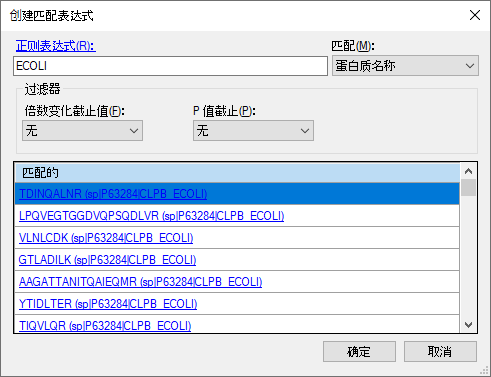 创建匹配表达式
正则表达式(R):
匹配(M):
ECOLI
蛋白质名称
过滤器
倍数变化截止值(F):
P 值截止(P):
无
无
匹配的
TDINQALNR (sp|P63284|CLPB_ECOLI)
LPQVEGTGGDVQPSQDLVR (sp|P63284|CLPB_ECOLI)
VLNLCDK (sp|P63284|CLPB_ECOLI)
GTLADILK (sp|P63284|CLPB_ECOLI)
AAGATTANITQAIEQMR (sp|P63284|CLPB_ECOLI)
YTIDLTER (sp|P63284|CLPB_ECOLI)
TIQVLQR (sp|P63284|CLPB_ECOLI)
确定
取消